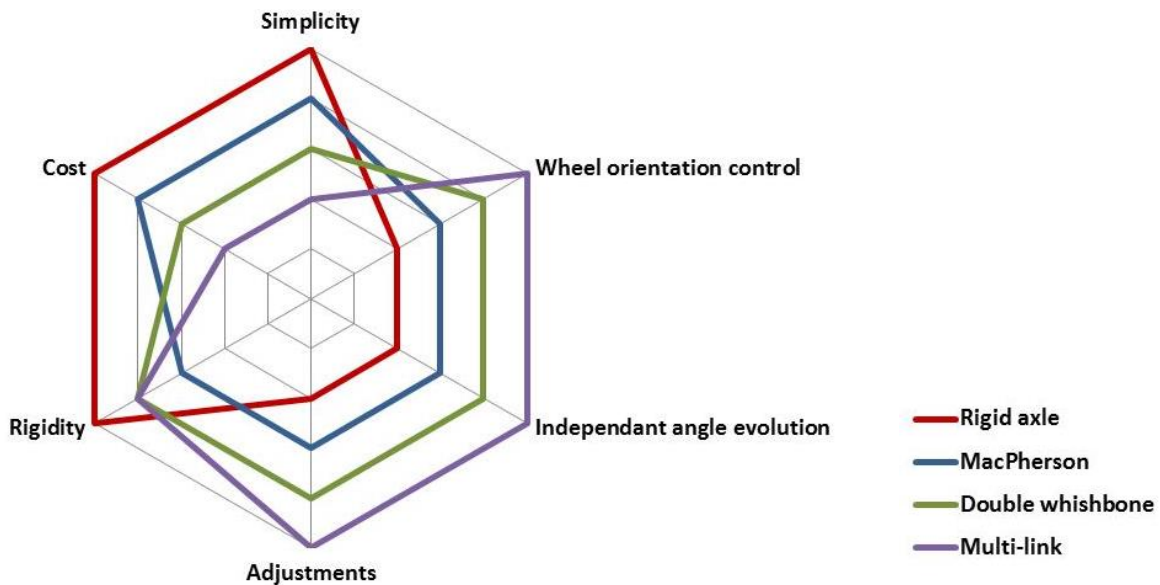 Simplicity
Cost
Wheel orientation control
Rigidity
Independant angle evolution
Adjustments
Rigid axle
MacPherson
Double whishbone
Multi-link